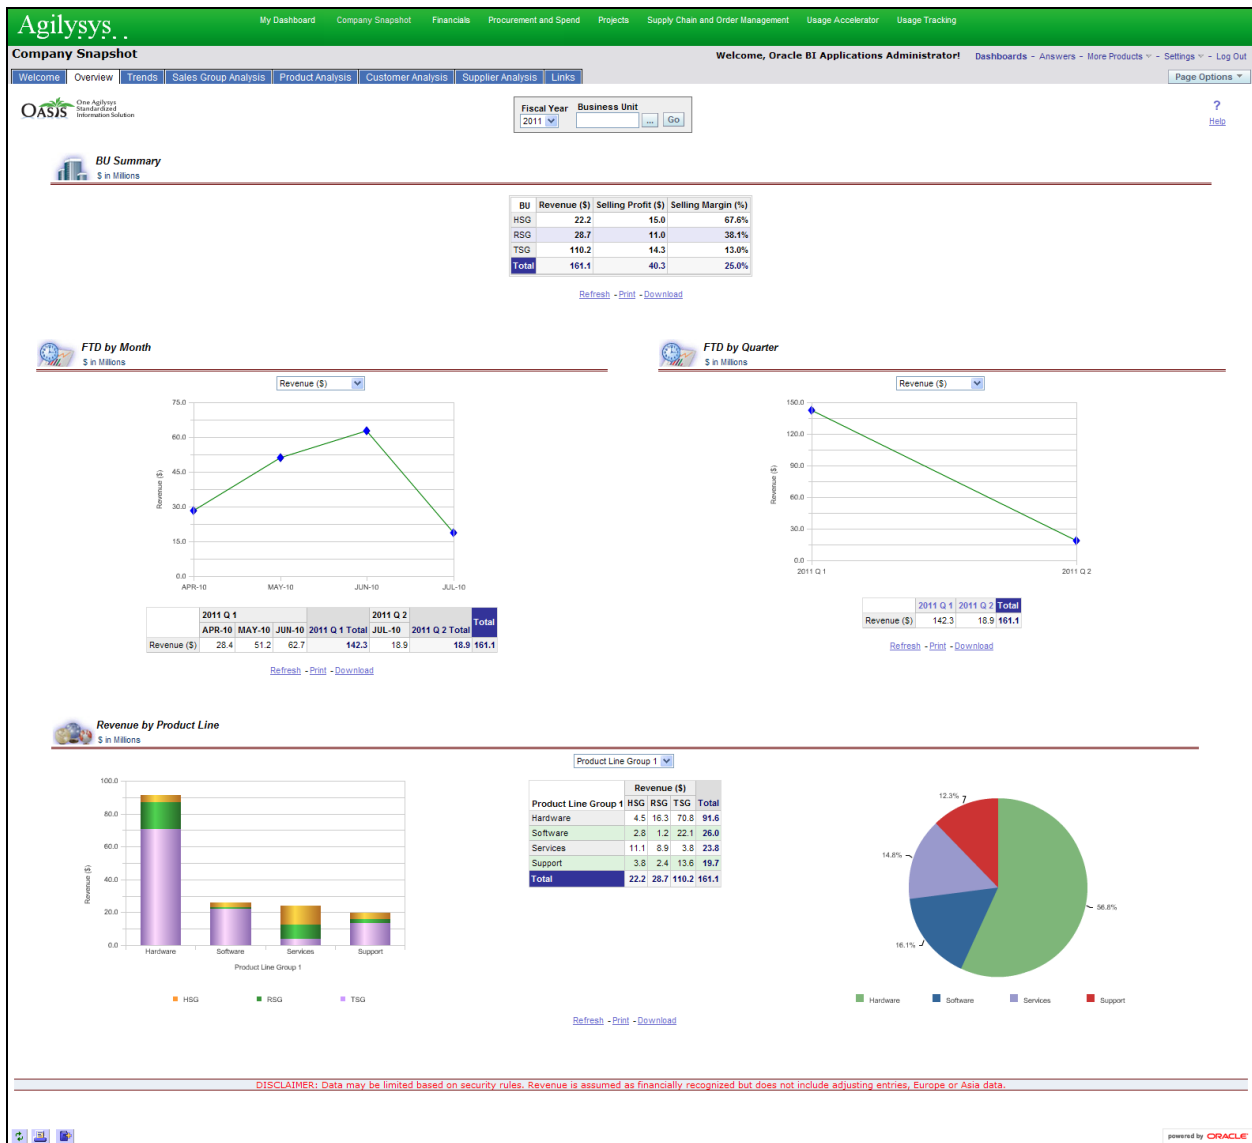 Agilysys
My Dashboard Company Snapshot Financials Procurement and Spend Projects Supply Chain and Order Management Usage Accelerator Usage Tracking
Company Snapshot
Welcome, Oracle BI Applications Administrator! Dashboards - Answers - More Products - Settings - Log Out
Welcome Overview Trends Sales Group Analysis Product Analysis Customer Analysis Supplier Analysis Links
Page Options
OASIS
One Agilysys
Standardized
Information Solution
Fiscal Year Business Unit
2011 ... Go
?
Help
BU Summary
$ in Millions
BU Revenue ($) Selling Profit ($) Selling Margin (%)
HSG 22.2 15.0 67.6%
RSG 28.7 11.0 38.1%
TSG 110.2 14.3 13.0%
Total 161.1 40.3 25.0%
Refresh - Print - Download
FTD by Month
$ in Millions
Revenue ($)
75.0
60.0
45.0
30.0
15.0
0.0
Revenue ($)
APR-10 MAY-10 JUN-10 JUL-10
2011 Q 1 2011 Q 2 Total
APR-10 MAY-10 JUN-10 2011 Q 1 Total JUL-10 2011 Q 2 Total
Revenue ($) 28.4 51.2 62.7 142.3 18.9 18.9 161.1
Refresh - Print - Download
FTD by Quarter
$ in Millions
Revenue ($)
150.0
120.0
90.0
60.0
30.0
0.0
Revenue ($)
2011 Q 1 2011 Q 2
2011 Q 1 2011 Q 2 Total
Revenue ($) 142.3 18.9 161.1
Refresh - Print - Download
Revenue by Product Line
$ in Millions
Product Line Group 1
100.0
80.0
60.0
40.0
20.0
0.0
Revenue ($)
Hardware Software Services Support
Product Line Group 1
HSG RSG TSG
Revenue ($)
Product Line Group 1 HSG RSG TSG Total
Hardware 4.5 16.3 70.8 91.6
Software 2.8 1.2 22.1 26.0
Services 11.1 8.9 3.8 23.8
Support 3.8 2.4 13.6 19.7
Total 22.2 28.7 110.2 161.1
12.3%
14.8%
56.8%
16.1%
Hardware Software Services Support
Refresh - Print - Download
DISCLAIMER: Data may be limited based on security rules. Revenue is assumed as financially recognized but does not include adjusting entries, Europe or Asia data.
powered by ORACLE